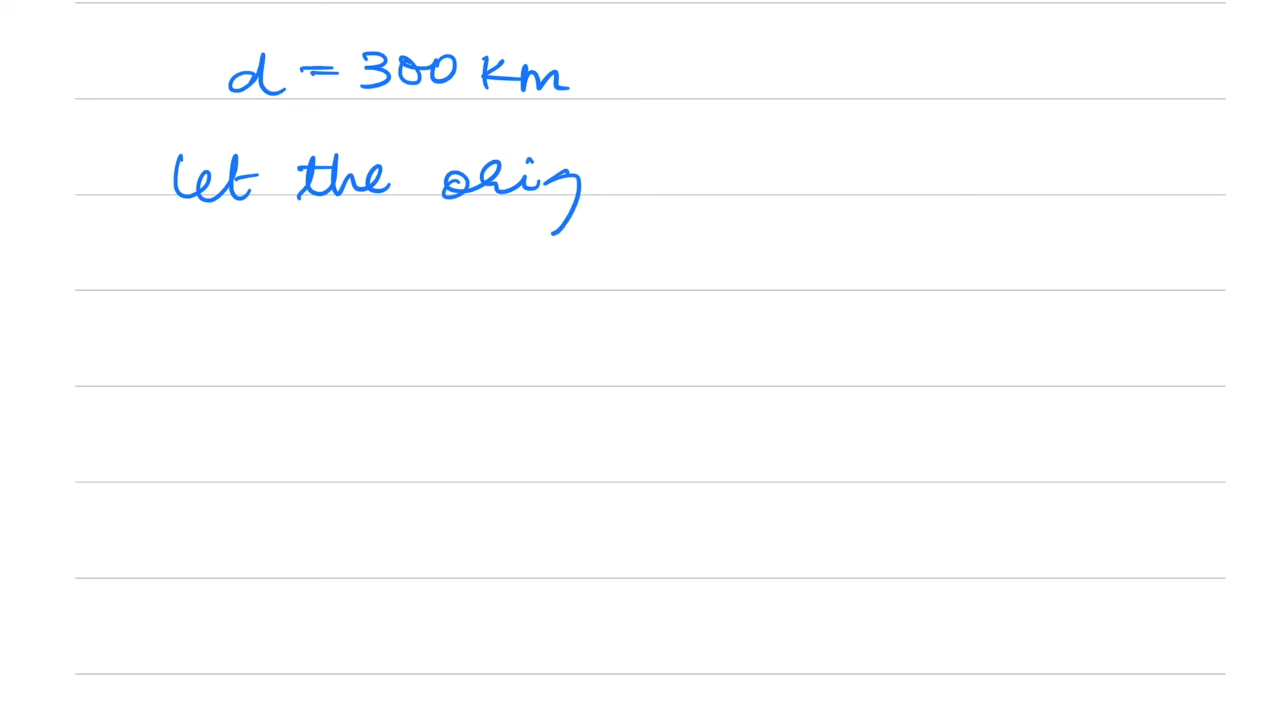 d = 300 km
let the orig